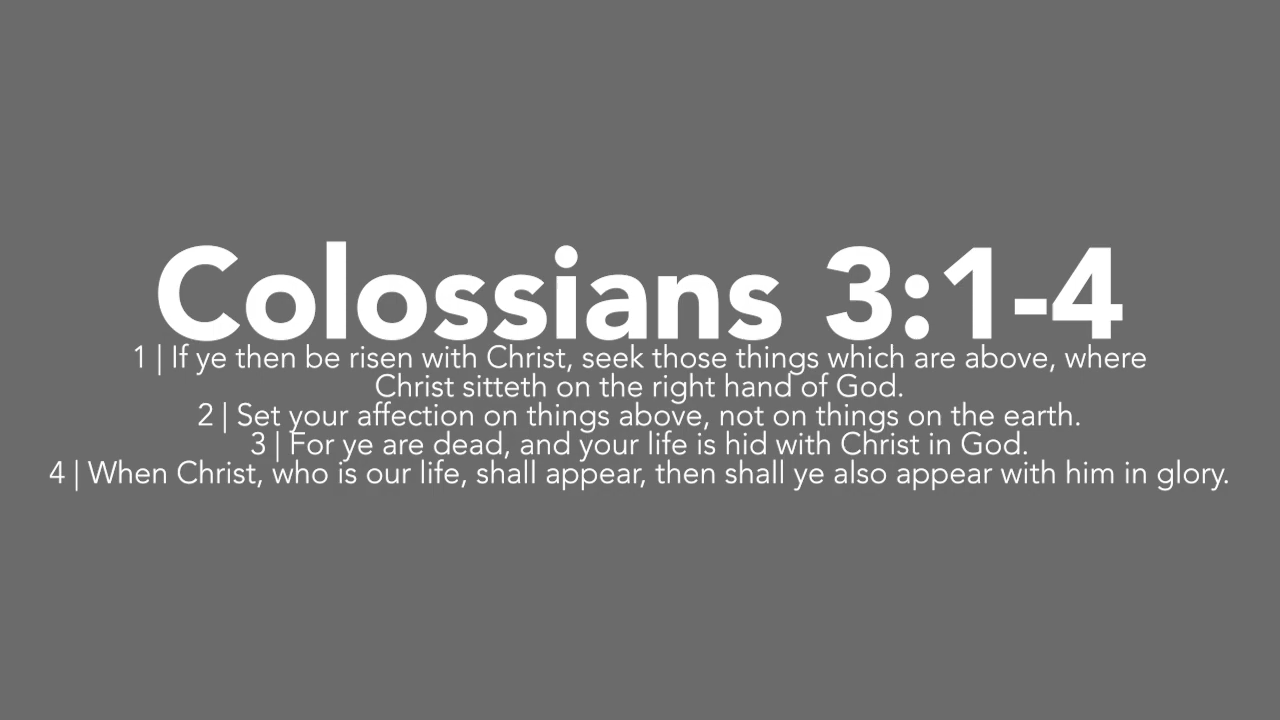 Colossians 3:1-4
1 | If ye then be risen with Christ, seek those things which are above, where
Christ sitteth on the right hand of God.
2 | Set your affection on things above, not on things on the earth.
3 | For ye are dead, and your life is hid with Christ in God.
4 | When Christ, who is our life, shall appear, then shall ye also appear with him in glory.